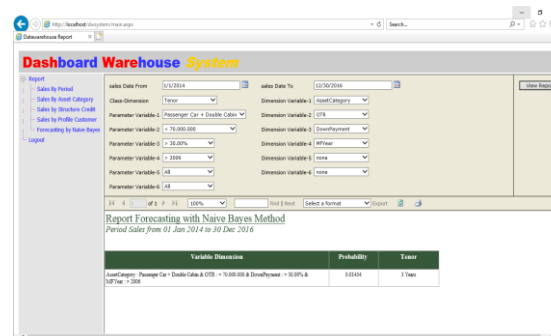 http://localhost/dwsystem/main.aspx
Search...
Datawarehouse Report
Dashboard Warehouse System
Report
Sales By Period
Sales By Asset Category
Sales by Structure Credit
Sales by Profile Customer
Forecasting by Naive Bayes
Logout
sales Date From 1/1/2014 sales Date To 12/30/2016 View Repo
Class-Dimension Tenor Dimension Variable-1 AssetCategory
Parameter Variable-1 Passenger Car + Double Cabin Dimension Variable-2 OTR
Parameter Variable-2 < 70.000.000 Dimension Variable-3 DownPayment
Parameter Variable-3 > 30.00% Dimension Variable-4 MFYear
Parameter Variable-4 > 2006 Dimension Variable-5 none
Parameter Variable-5 All Dimension Variable-6 none
Parameter Variable-6 All
of 1 100% Find | Next Select a format Export
Report Forecasting with Naive Bayes Method
Period Sales from 01 Jan 2014 to 30 Dec 2016
Variable Dimension Probability Tenor
AssetCategory : Passenger Car + Double Cabin & OTR : < 70.000.000 & DownPayment : > 30.00% & 0.01434 3 Years
MFYear : > 2006